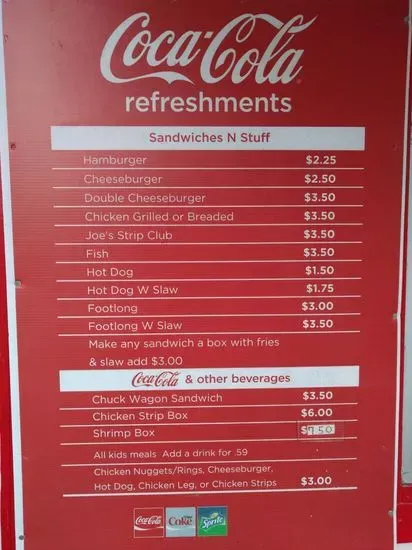 Coca-Cola
refreshments
Sandwiches N Stuff
Hamburger $2.25
Cheeseburger $2.50
Double Cheeseburger $3.50
Chicken Grilled or Breaded $3.50
Joe's Strip Club $3.50
Fish $3.50
Hot Dog $1.50
Hot Dog W Slaw $1.75
Footlong $3.00
Footlong W Slaw $3.50
Make any sandwich a box with fries
& slaw add $3.00
Coca-Cola & other beverages
Chuck Wagon Sandwich $3.50
Chicken Strip Box $6.00
Shrimp Box $7.50
All kids meals Add a drink for .59
Chicken Nuggets/Rings, Cheeseburger,
Hot Dog, Chicken Leg, or Chicken Strips $3.00
Coca-Cola Coke Sprite